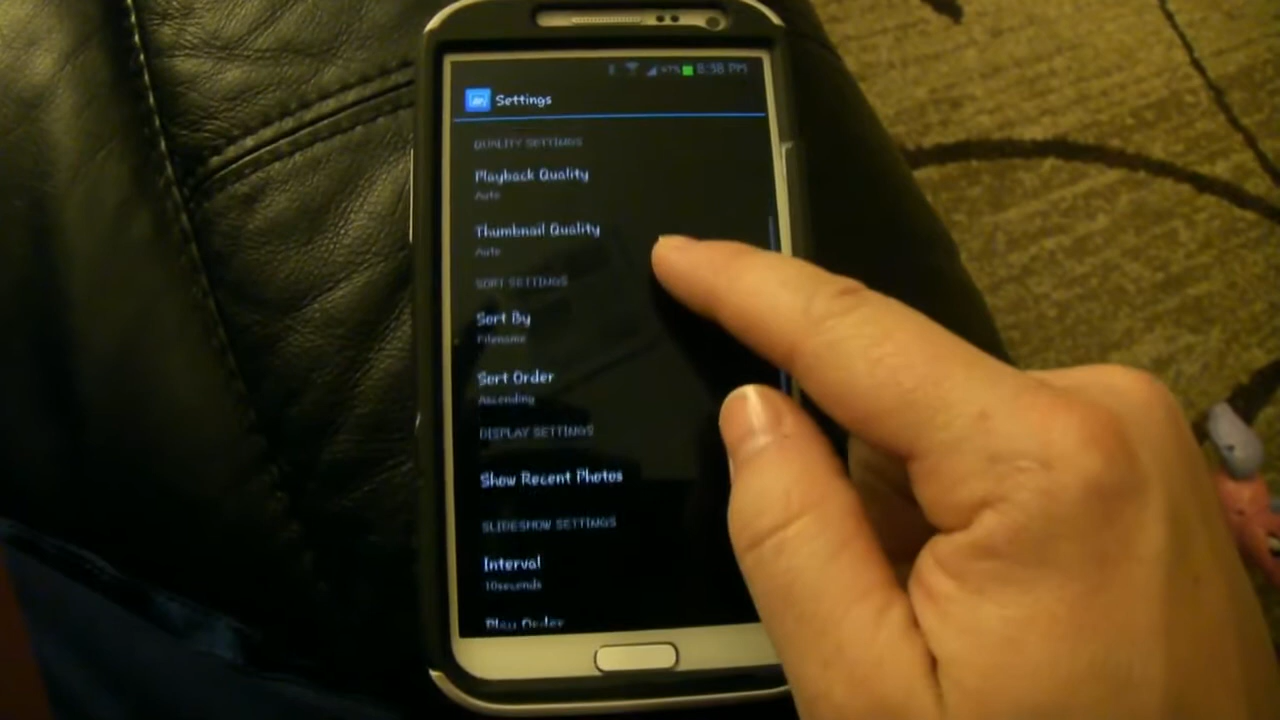 47% 8:38 PM
Settings
QUALITY SETTINGS
Playback Quality
Auto
Thumbnail Quality
Auto
SORT SETTINGS
Sort By
Filename
Sort Order
Ascending
DISPLAY SETTINGS
Show Recent Photos
SLIDESHOW SETTINGS
Interval
10seconds
Play Order